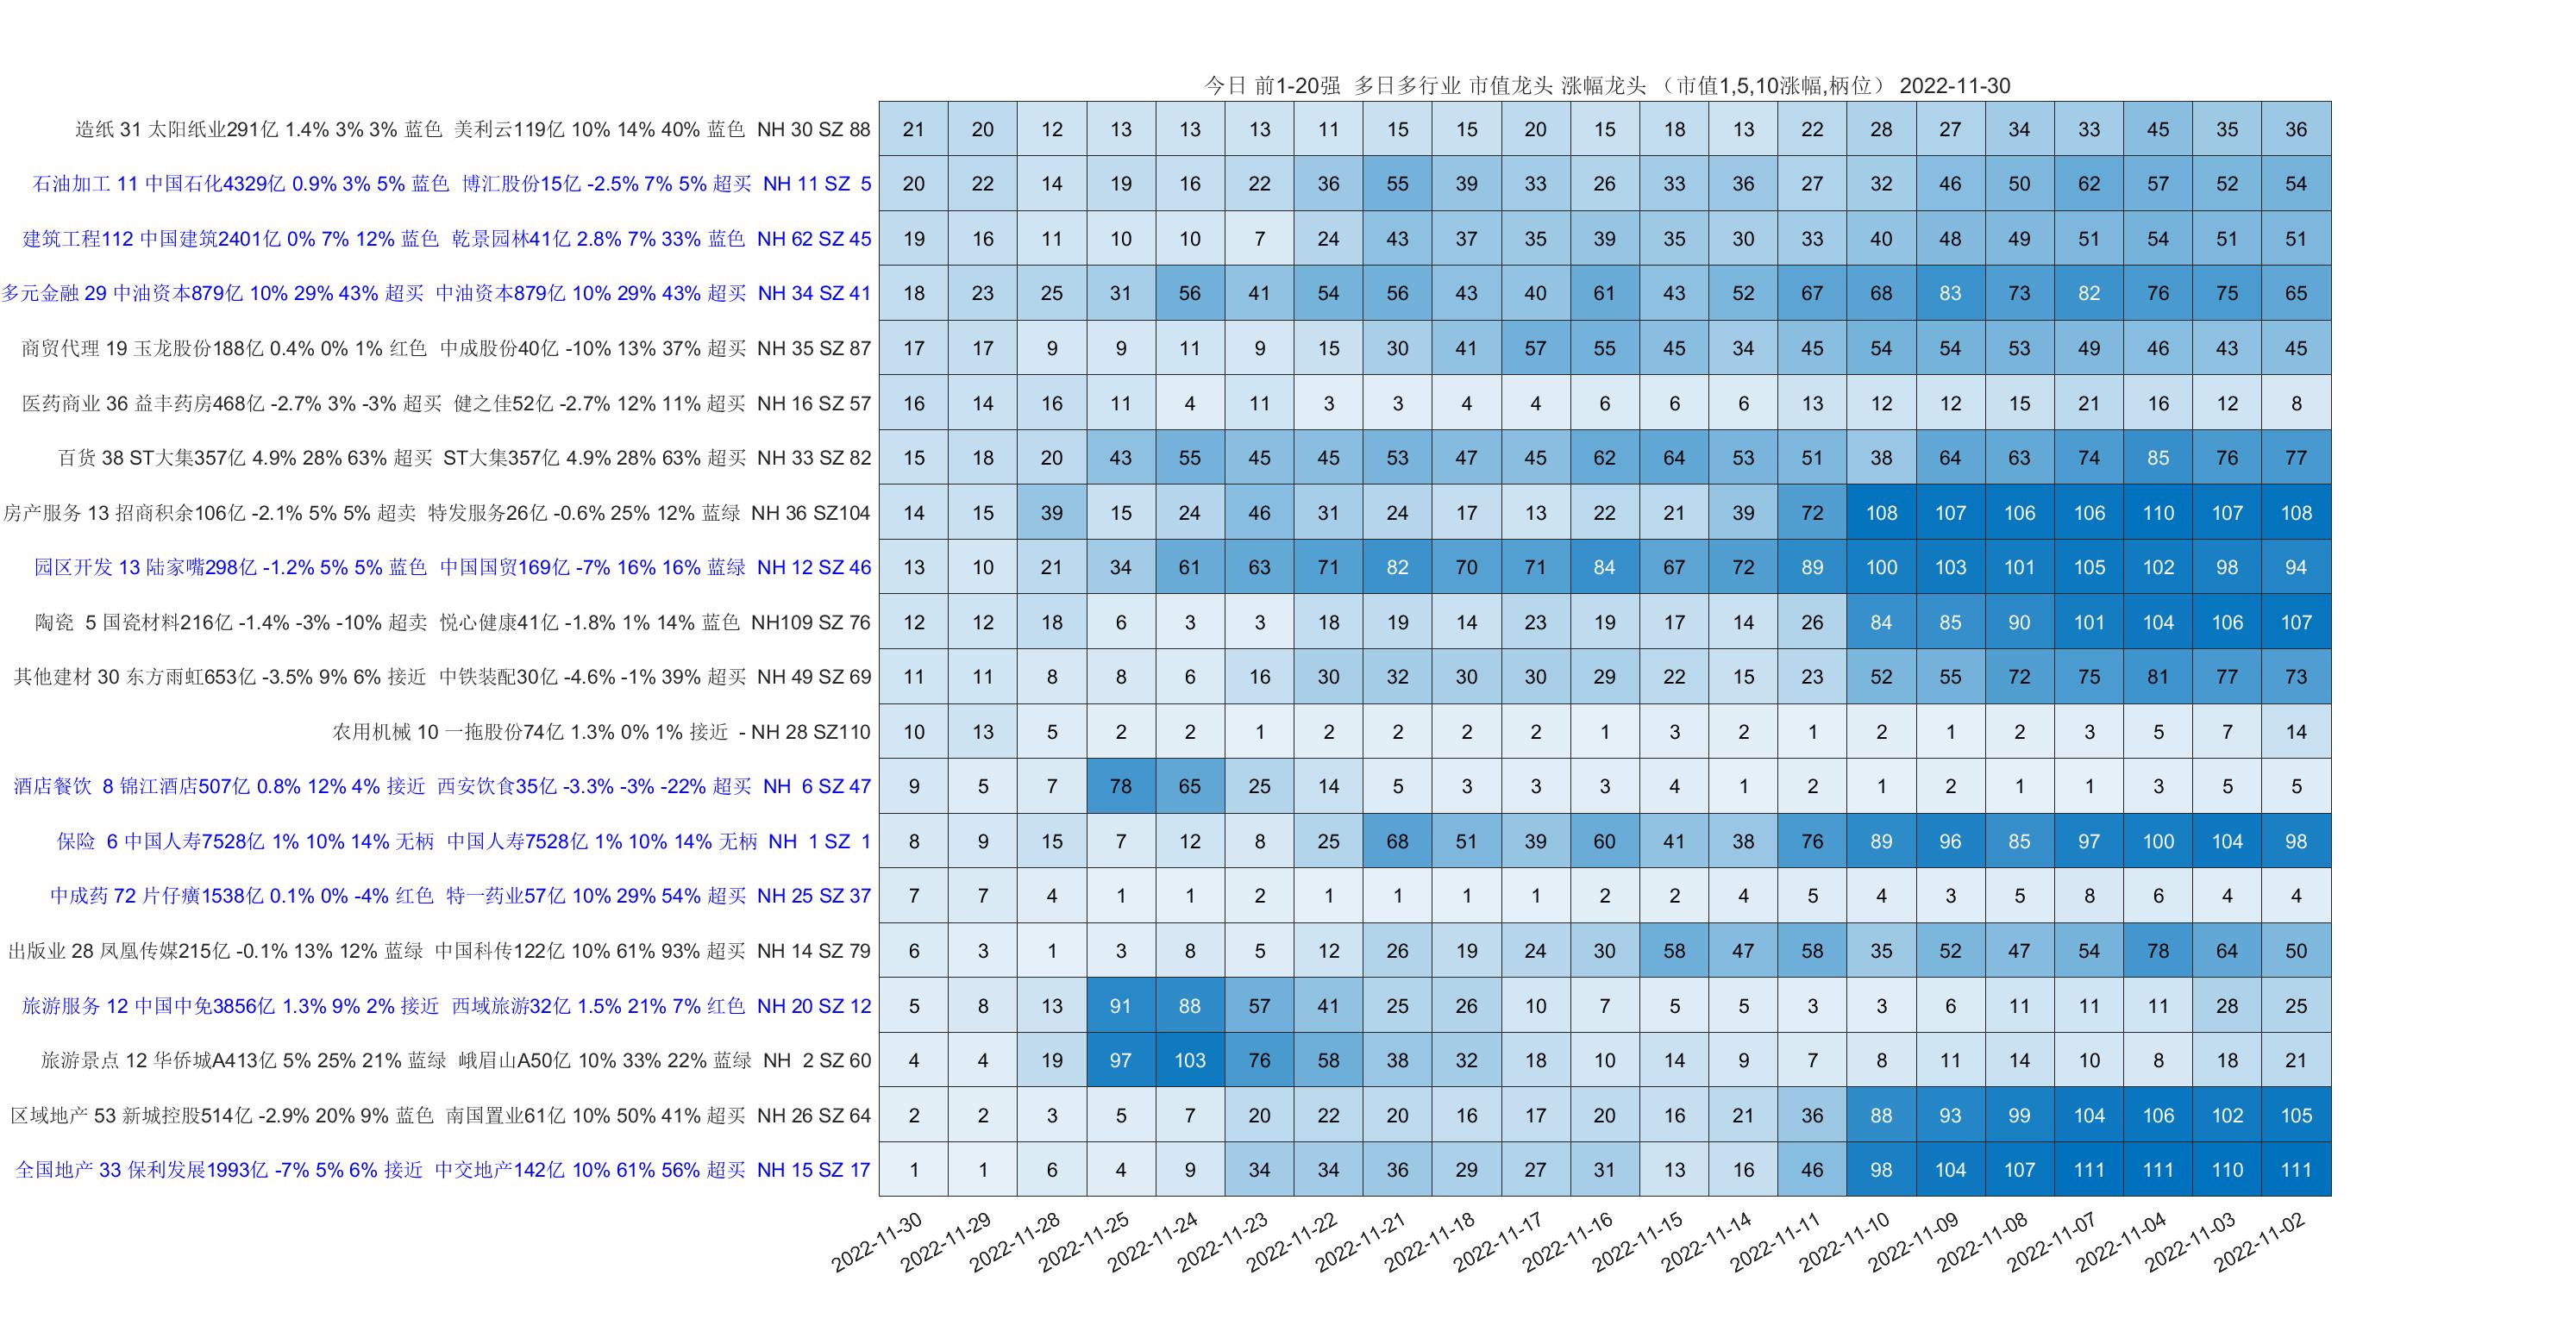 今日 前1-20强 多日多行业 市值龙头 涨幅龙头 （市值1,5,10涨幅,柄位） 2022-11-30
造纸 31 太阳纸业291亿 1.4% 3% 3% 蓝色 美利云119亿 10% 14% 40% 蓝色 NH 30 SZ 88 21 20 12 13 13 13 11 15 15 20 15 18 13 22 28 27 34 33 45 35 36
石油加工 11 中国石化4329亿 0.9% 3% 5% 蓝色 博汇股份15亿 -2.5% 7% 5% 超买 NH 11 SZ 5 20 22 14 19 16 22 36 55 39 33 26 33 36 27 32 46 50 62 57 52 54
建筑工程112 中国建筑2401亿 0% 7% 12% 蓝色 乾景园林41亿 2.8% 7% 33% 蓝色 NH 62 SZ 45 19 16 11 10 10 7 24 43 37 35 39 35 30 33 40 48 49 51 54 51 51
多元金融 29 中油资本879亿 10% 29% 43% 超买 中油资本879亿 10% 29% 43% 超买 NH 34 SZ 41 18 23 25 31 56 41 54 56 43 40 61 43 52 67 68 83 73 82 76 75 65
商贸代理 19 玉龙股份188亿 0.4% 0% 1% 红色 中成股份40亿 -10% 13% 37% 超买 NH 35 SZ 87 17 17 9 9 11 9 15 30 41 57 55 45 34 45 54 54 53 49 46 43 45
医药商业 36 益丰药房468亿 -2.7% 3% -3% 超买 健之佳52亿 -2.7% 12% 11% 超买 NH 16 SZ 57 16 14 16 11 4 11 3 3 4 4 6 6 6 13 12 12 15 21 16 12 8
百货 38 ST大集357亿 4.9% 28% 63% 超买 ST大集357亿 4.9% 28% 63% 超买 NH 33 SZ 82 15 18 20 43 55 45 45 53 47 45 62 64 53 51 38 64 63 74 85 76 77
房产服务 13 招商积余106亿 -2.1% 5% 5% 超卖 特发服务26亿 -0.6% 25% 12% 蓝绿 NH 36 SZ104 14 15 39 15 24 46 31 24 17 13 22 21 39 72 108 107 106 106 110 107 108
园区开发 13 陆家嘴298亿 -1.2% 5% 5% 蓝色 中国国贸169亿 -7% 16% 16% 蓝绿 NH 12 SZ 46 13 10 21 34 61 63 71 82 70 71 84 67 72 89 100 103 101 105 102 98 94
陶瓷 5 国瓷材料216亿 -1.4% -3% -10% 超卖 悦心健康41亿 -1.8% 1% 14% 蓝色 NH109 SZ 76 12 12 18 6 3 3 18 19 14 23 19 17 14 26 84 85 90 101 104 106 107
其他建材 30 东方雨虹653亿 -3.5% 9% 6% 接近 中铁装配30亿 -4.6% -1% 39% 超买 NH 49 SZ 69 11 11 8 8 6 16 30 32 30 30 29 22 15 23 52 55 72 75 81 77 73
农用机械 10 一拖股份74亿 1.3% 0% 1% 接近 - NH 28 SZ110 10 13 5 2 2 1 2 2 2 2 1 3 2 1 2 1 2 3 5 7 14
酒店餐饮 8 锦江酒店507亿 0.8% 12% 4% 接近 西安饮食35亿 -3.3% -3% -22% 超买 NH 6 SZ 47 9 5 7 78 65 25 14 5 3 3 3 4 1 2 1 2 1 1 3 5 5
保险 6 中国人寿7528亿 1% 10% 14% 无柄 中国人寿7528亿 1% 10% 14% 无柄 NH 1 SZ 1 8 9 15 7 12 8 25 68 51 39 60 41 38 76 89 96 85 97 100 104 98
中成药 72 片仔癀1538亿 0.1% 0% -4% 红色 特一药业57亿 10% 29% 54% 超买 NH 25 SZ 37 7 7 4 1 1 2 1 1 1 1 2 2 4 5 4 3 5 8 6 4 4
出版业 28 凤凰传媒215亿 -0.1% 13% 12% 蓝绿 中国科传122亿 10% 61% 93% 超买 NH 14 SZ 79 6 3 1 3 8 5 12 26 19 24 30 58 47 58 35 52 47 54 78 64 50
旅游服务 12 中国中免3856亿 1.3% 9% 2% 接近 西域旅游32亿 1.5% 21% 7% 红色 NH 20 SZ 12 5 8 13 91 88 57 41 25 26 10 7 5 5 3 3 6 11 11 11 28 25
旅游景点 12 华侨城A413亿 5% 25% 21% 蓝绿 峨眉山A50亿 10% 33% 22% 蓝绿 NH 2 SZ 60 4 4 19 97 103 76 58 38 32 18 10 14 9 7 8 11 14 10 8 18 21
区域地产 53 新城控股514亿 -2.9% 20% 9% 蓝色 南国置业61亿 10% 50% 41% 超买 NH 26 SZ 64 2 2 3 5 7 20 22 20 16 17 20 16 21 36 88 93 99 104 106 102 105
全国地产 33 保利发展1993亿 -7% 5% 6% 接近 中交地产142亿 10% 61% 56% 超买 NH 15 SZ 17 1 1 6 4 9 34 34 36 29 27 31 13 16 46 98 104 107 111 111 110 111
2022-11-30 2022-11-29 2022-11-28 2022-11-25 2022-11-24 2022-11-23 2022-11-22 2022-11-21 2022-11-18 2022-11-17 2022-11-16 2022-11-15 2022-11-14 2022-11-11 2022-11-10 2022-11-09 2022-11-08 2022-11-07 2022-11-04 2022-11-03 2022-11-02